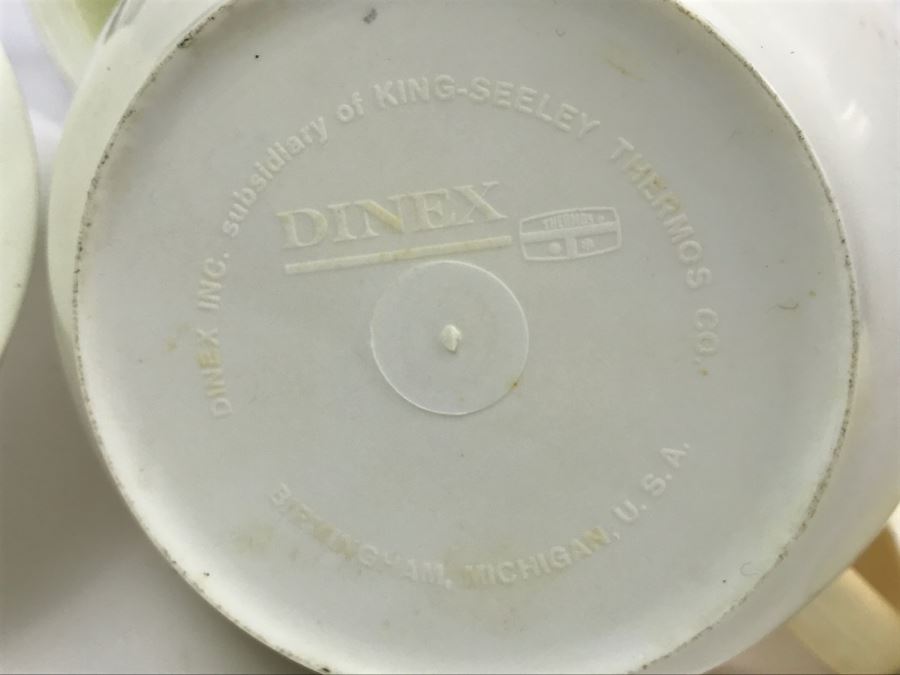 DINEX INC. subsidiary of KING-SEELEY THERMOS CO.
DINEX
THERMOS
BIRMINGHAM, MICHIGAN, U. S. A.